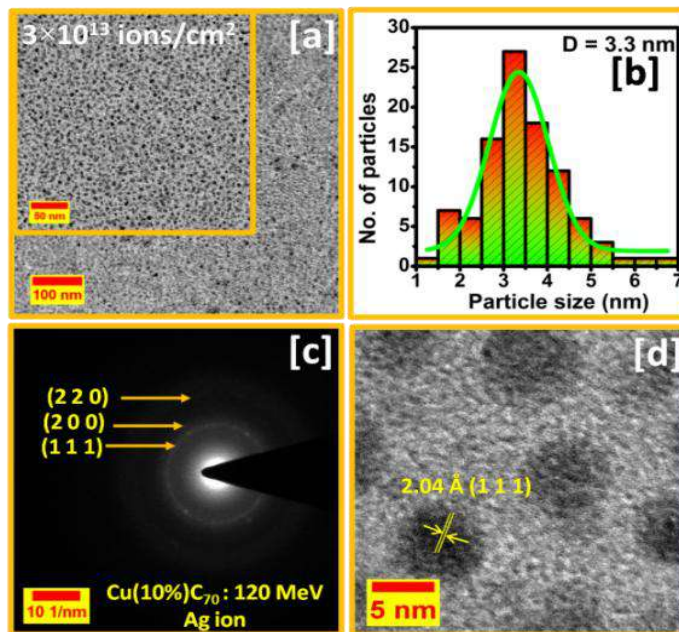 3×10¹³ ions/cm²
[a]
50 nm
100 nm
D = 3.3 nm
[b]
30
25
20
15
10
5
0
No. of particles
1 2 3 4 5 6 7
Particle size (nm)
[c]
(2 2 0)
(2 0 0)
(1 1 1)
Cu(10%)C₇₀ : 120 MeV
Ag ion
10 1/nm
[d]
2.04 Å (1 1 1)
5 nm